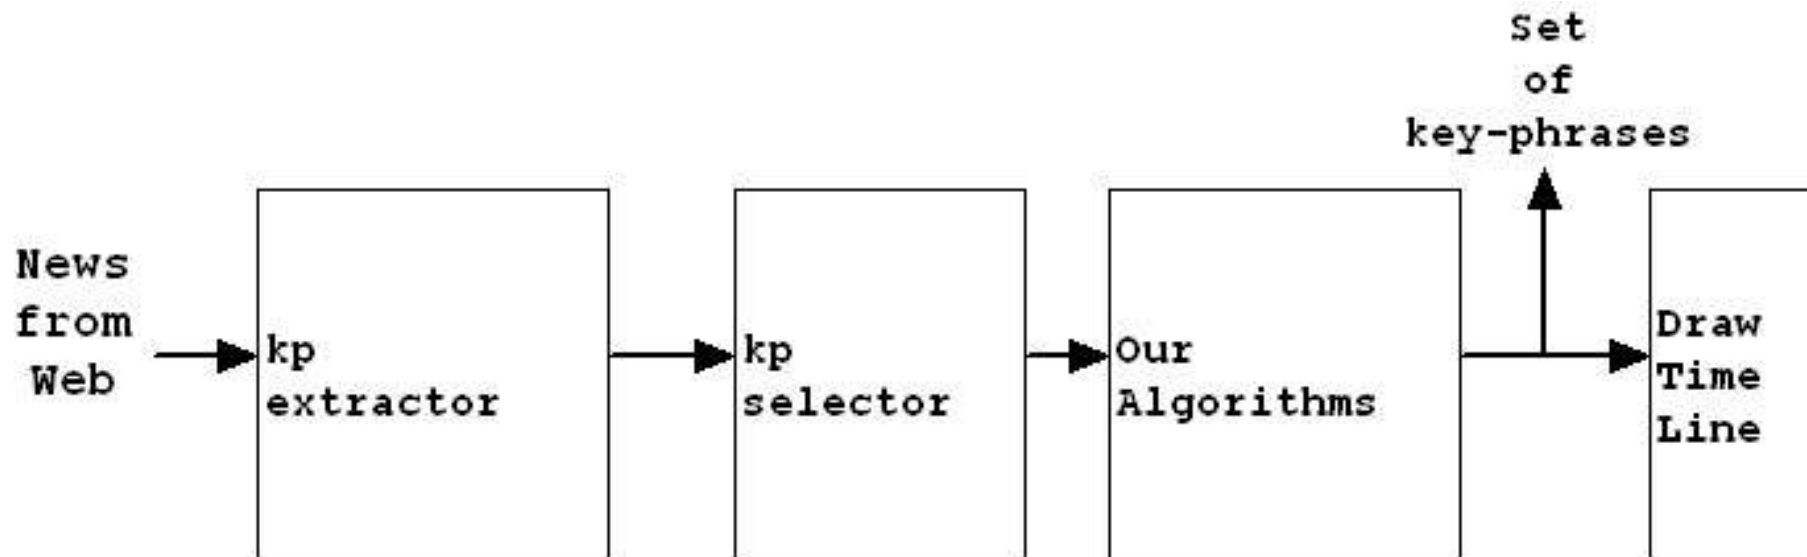 Set
of
key-phrases
News
from
Web
kp
extractor
kp
selector
Our
Algorithms
Draw
Time
Line